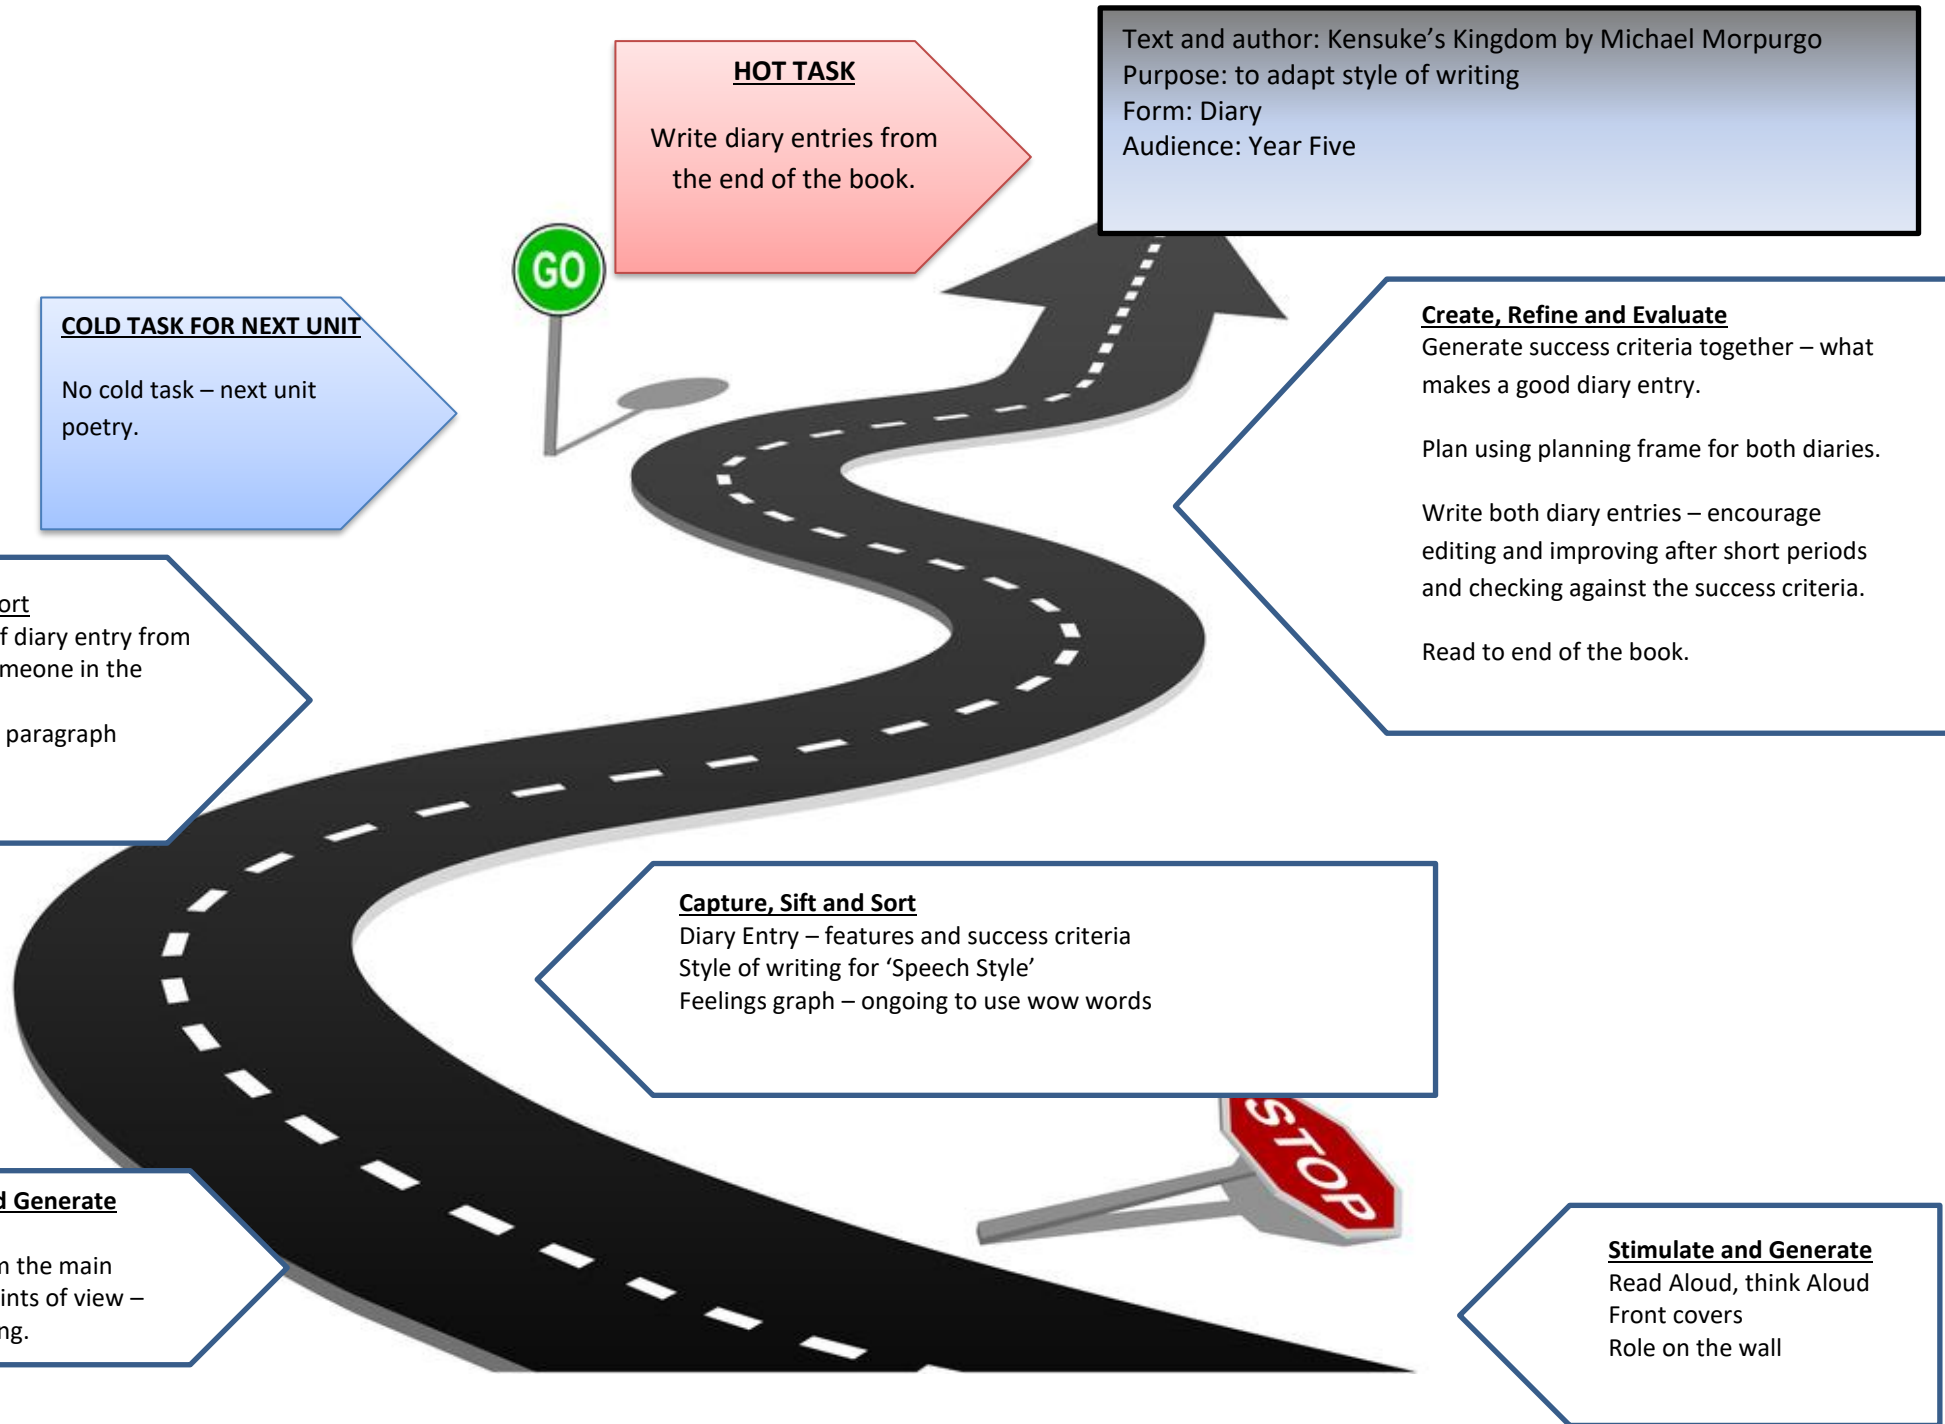 Text and author: Kensuke’s Kingdom by Michael Morpurgo
Purpose: to adapt style of writing
Form: Diary
Audience: Year Five
HOT TASK
Write diary entries from
the end of the book.
GO
COLD TASK FOR NEXT UNIT
No cold task – next unit
poetry.
Create, Refine and Evaluate
Generate success criteria together – what
makes a good diary entry.
Plan using planning frame for both diaries.
Write both diary entries – encourage
editing and improving after short periods
and checking against the success criteria.
Read to end of the book.
ort
f diary entry from
meone in the
paragraph
Capture, Sift and Sort
Diary Entry – features and success criteria
Style of writing for ‘Speech Style’
Feelings graph – ongoing to use wow words
STOP
d Generate
n the main
ints of view –
ng.
Stimulate and Generate
Read Aloud, think Aloud
Front covers
Role on the wall